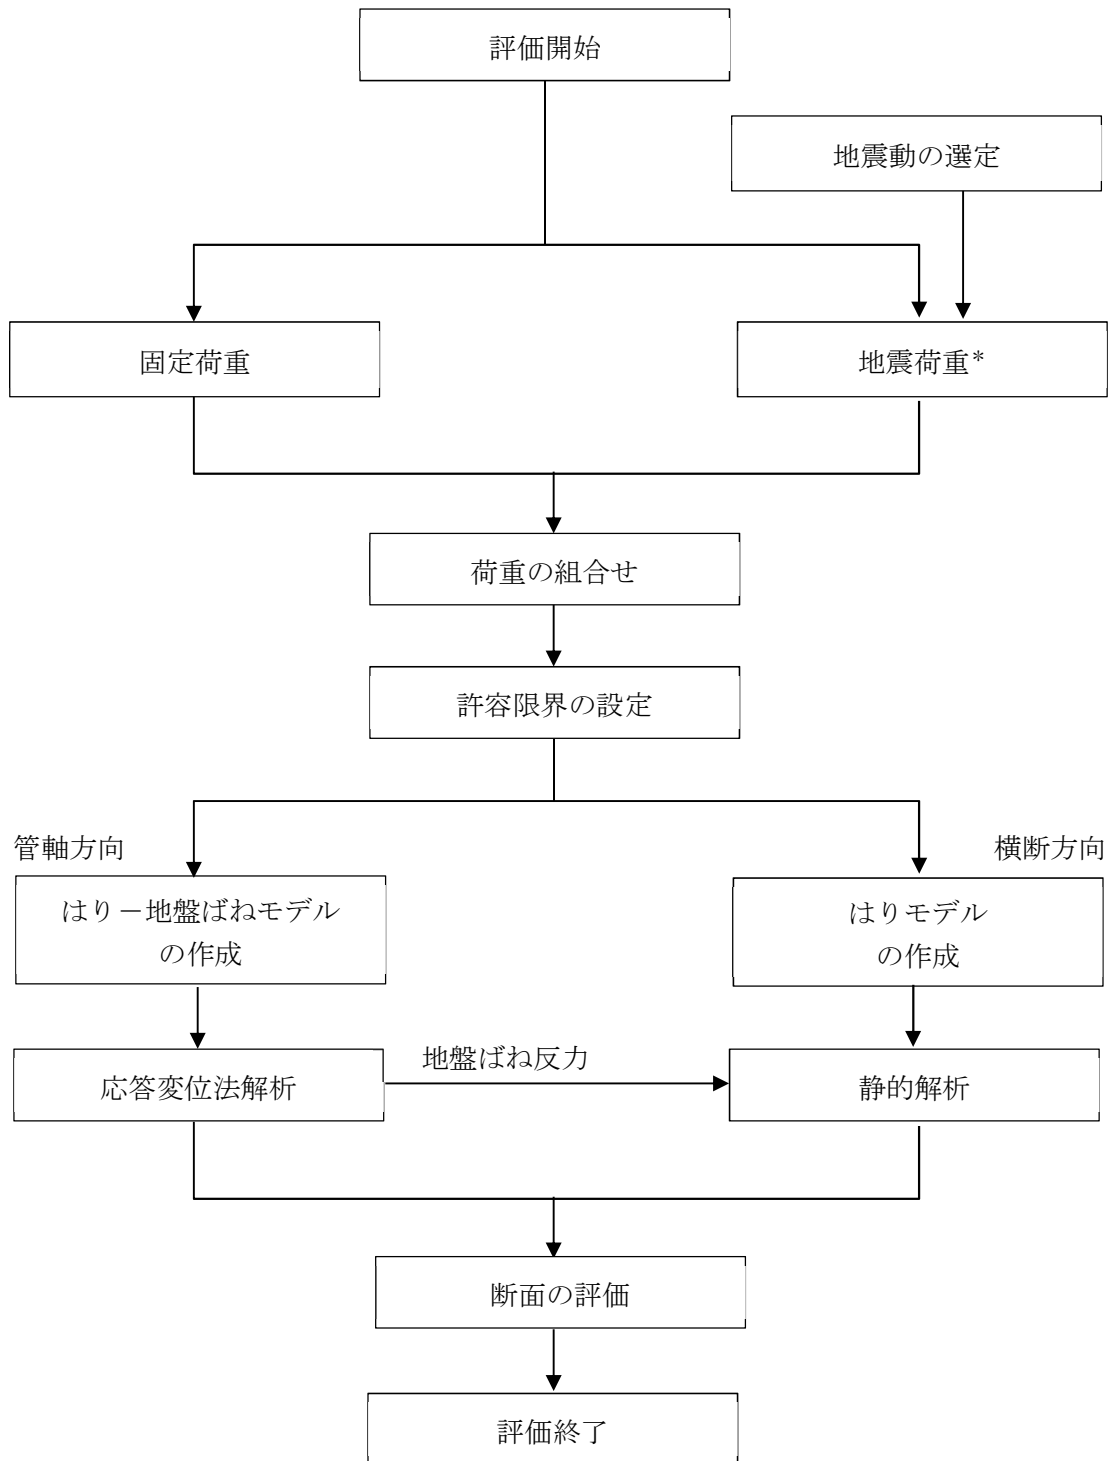 評価開始
地震動の選定
固定荷重
地震荷重*
荷重の組合せ
許容限界の設定
管軸方向
横断方向
はり－地盤ばねモデル
の作成
はりモデル
の作成
応答変位法解析
地盤ばね反力
静的解析
断面の評価
評価終了